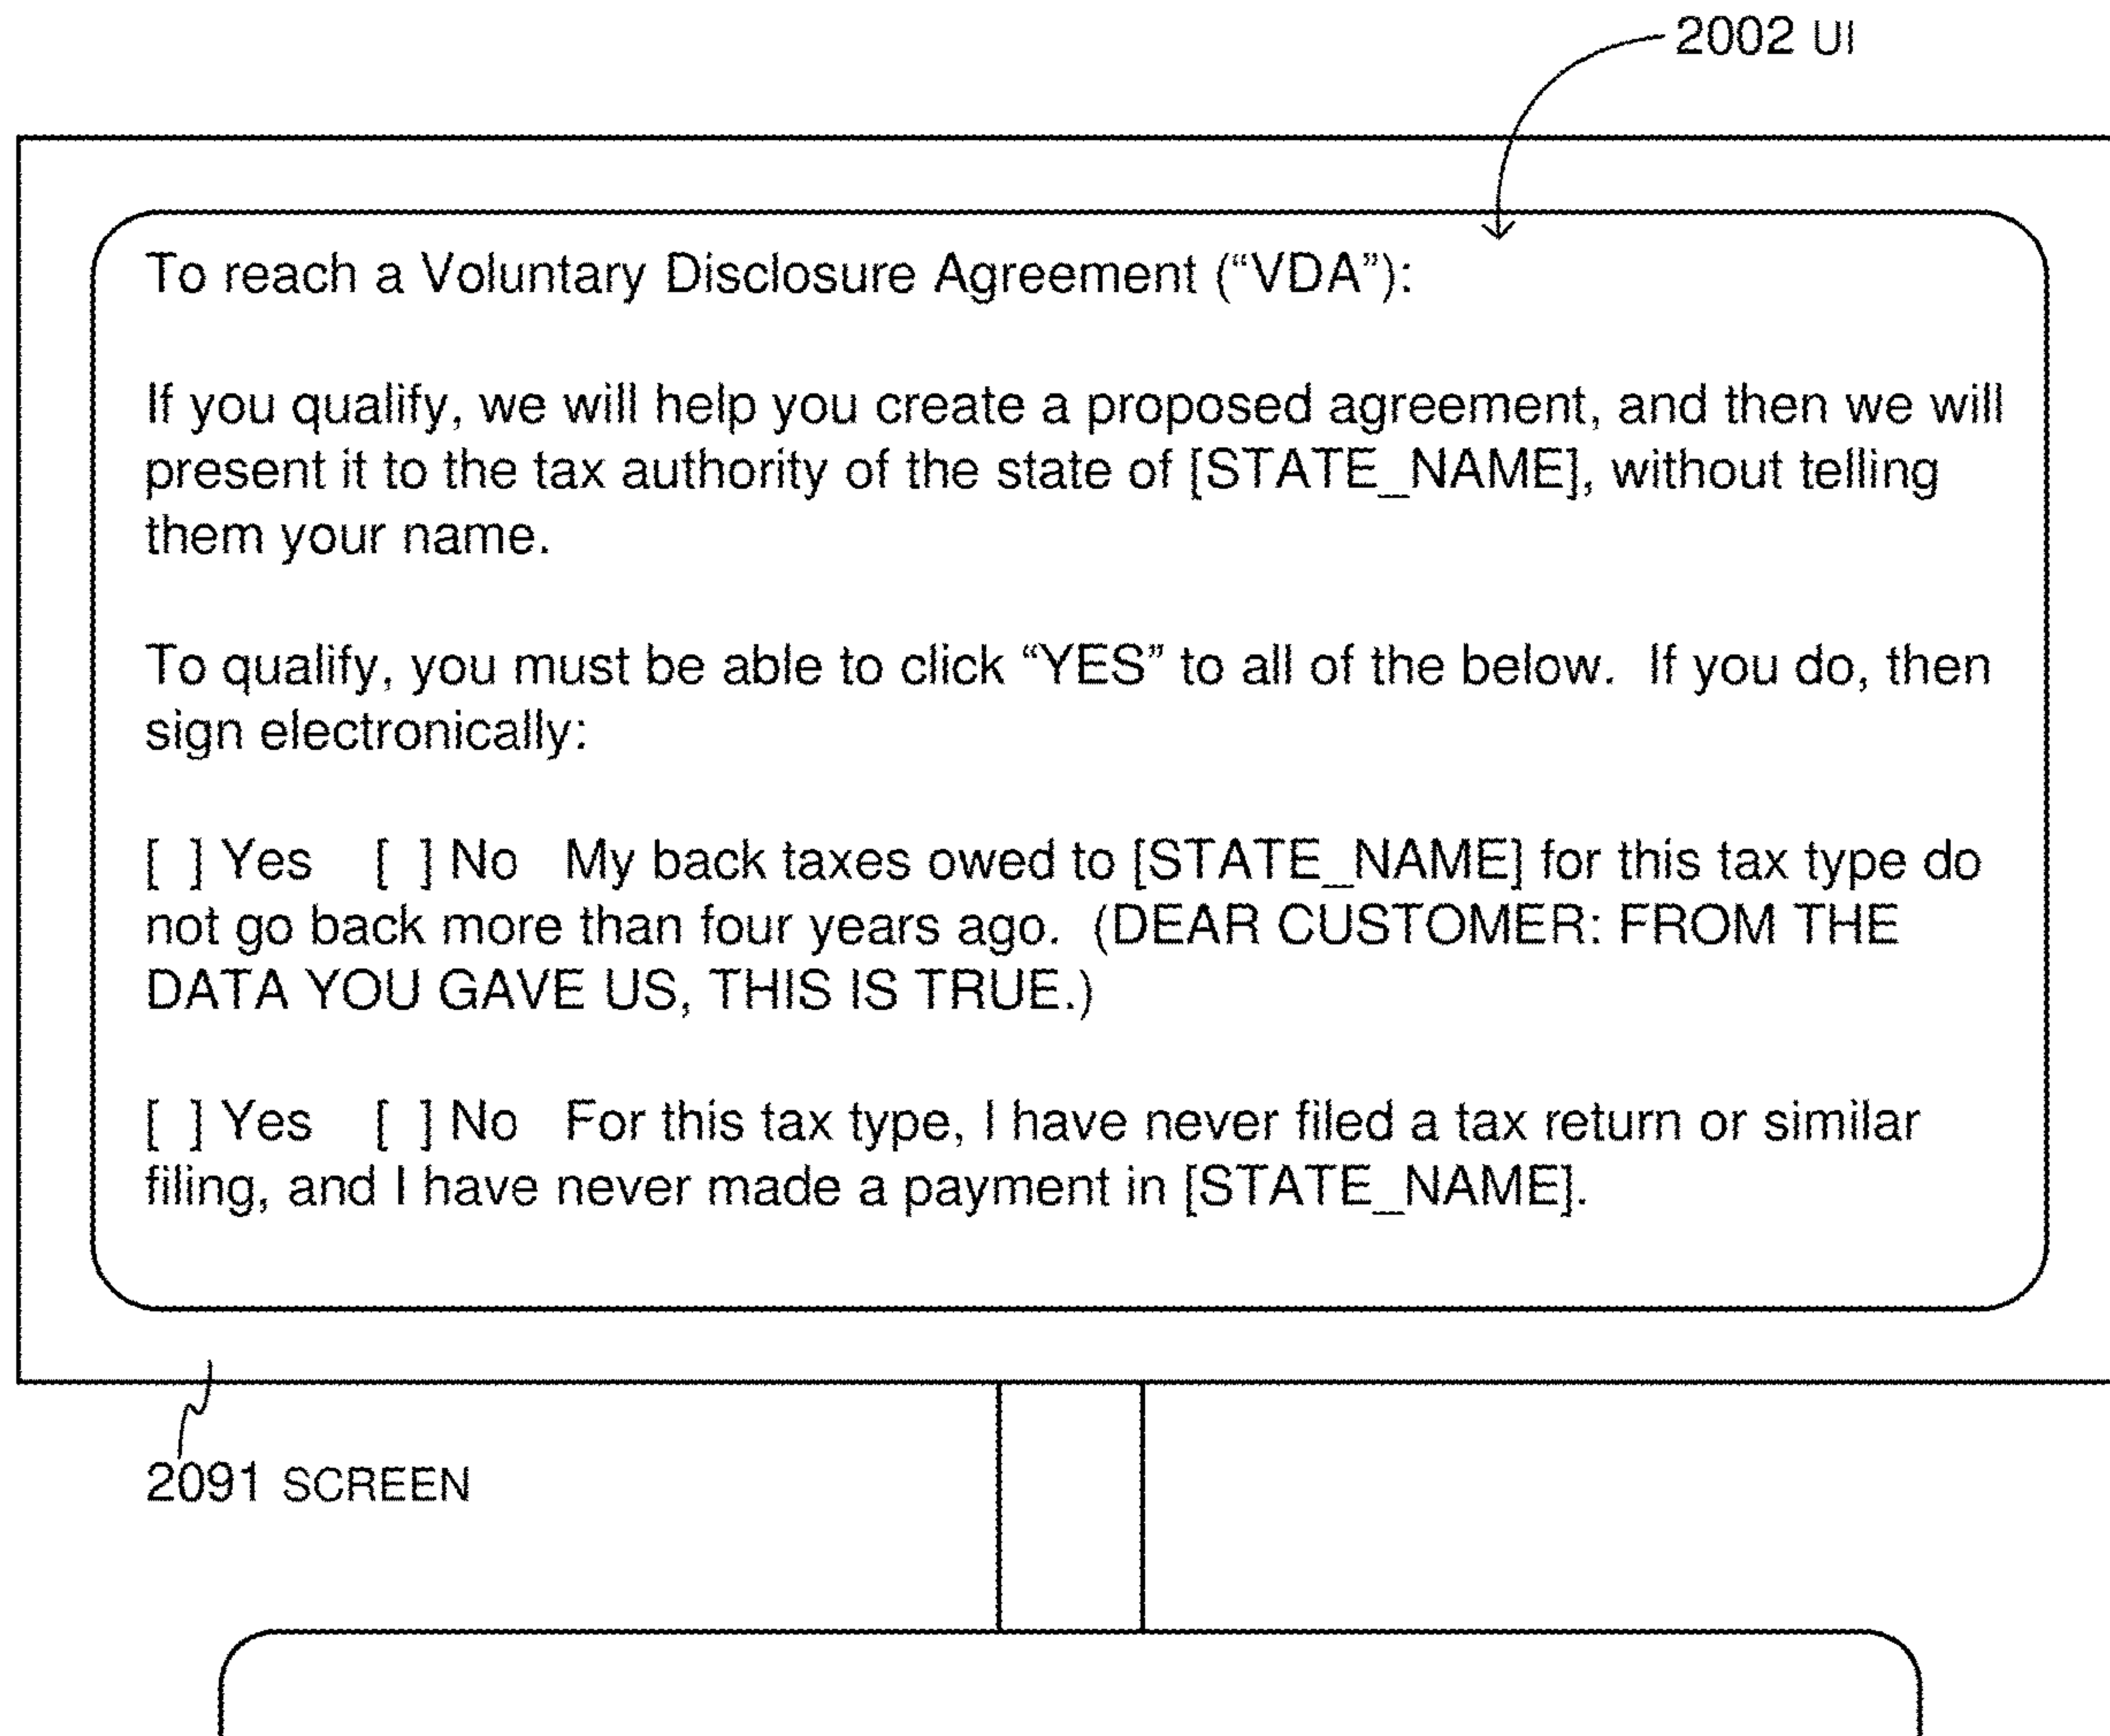 2002 UI
To reach a Voluntary Disclosure Agreement (“VDA”):
If you qualify, we will help you create a proposed agreement, and then we will
present it to the tax authority of the state of [STATE_NAME], without telling
them your name.
To qualify, you must be able to click “YES” to all of the below.  If you do, then
sign electronically:
[ ] Yes   [ ] No   My back taxes owed to [STATE_NAME] for this tax type do
not go back more than four years ago.  (DEAR CUSTOMER: FROM THE
DATA YOU GAVE US, THIS IS TRUE.)
[ ] Yes   [ ] No   For this tax type, I have never filed a tax return or similar
filing, and I have never made a payment in [STATE_NAME].
2091 SCREEN